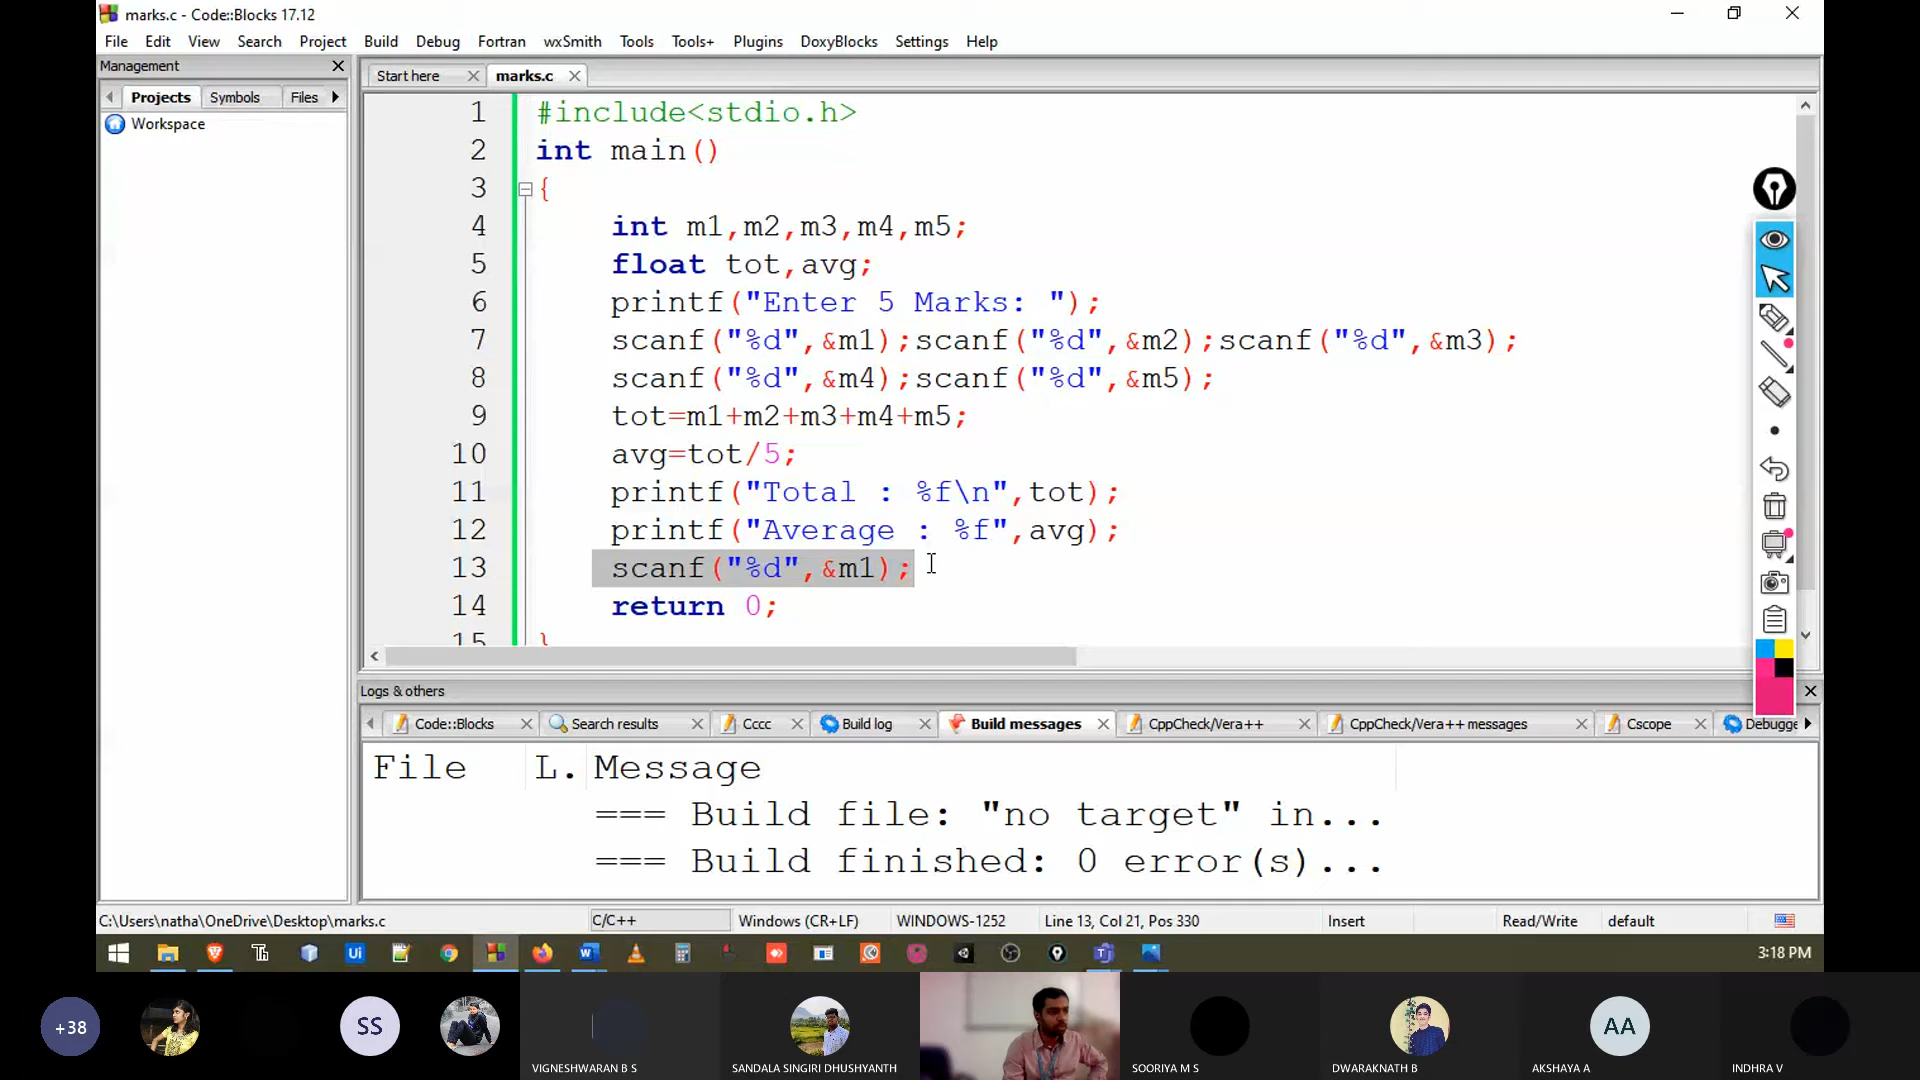 marks.c - Code::Blocks 17.12
File Edit View Search Project Build Debug Fortran wxSmith Tools Tools+ Plugins DoxyBlocks Settings Help
Management
Projects Symbols Files
Workspace
Start here marks.c
1 #include<stdio.h>
2 int main()
3 {
4 int m1,m2,m3,m4,m5;
5 float tot,avg;
6 printf("Enter 5 Marks: ");
7 scanf("%d",&m1);scanf("%d",&m2);scanf("%d",&m3);
8 scanf("%d",&m4);scanf("%d",&m5);
9 tot=m1+m2+m3+m4+m5;
10 avg=tot/5;
11 printf("Total : %f\n",tot);
12 printf("Average : %f",avg);
13 scanf("%d",&m1);
14 return 0;
15 }
Logs & others
Code::Blocks Search results Cccc Build log Build messages CppCheck/Vera++ CppCheck/Vera++ messages Cscope Debugge
File L. Message
=== Build file: "no target" in...
=== Build finished: 0 error(s)...
C:\Users\natha\OneDrive\Desktop\marks.c C/C++ Windows (CR+LF) WINDOWS-1252 Line 13, Col 21, Pos 330 Insert Read/Write default
3:18 PM
+38 SS AA
VIGNESHWARAN B S SANDALA SINGIRI DHUSHYANTH SOORIYA M S DWARAKNATH B AKSHAYA A INDHRA V